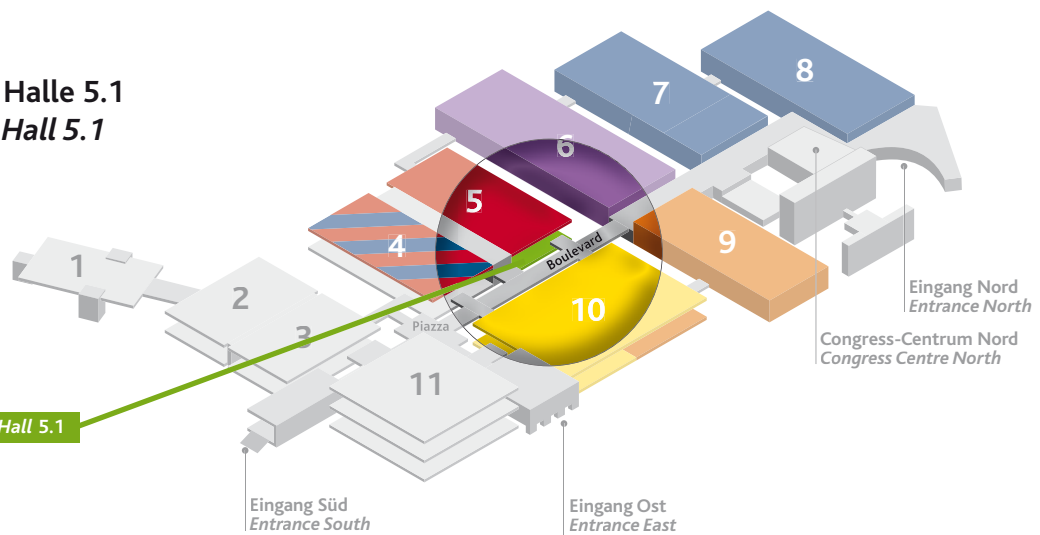 Halle 5.1
Hall 5.1
8
7
6
5
4
9
1
2
3
10
11
Boulevard
Piazza
Eingang Nord
Entrance North
Congress-Centrum Nord
Congress Centre North
Hall 5.1
Eingang Süd
Entrance South
Eingang Ost
Entrance East